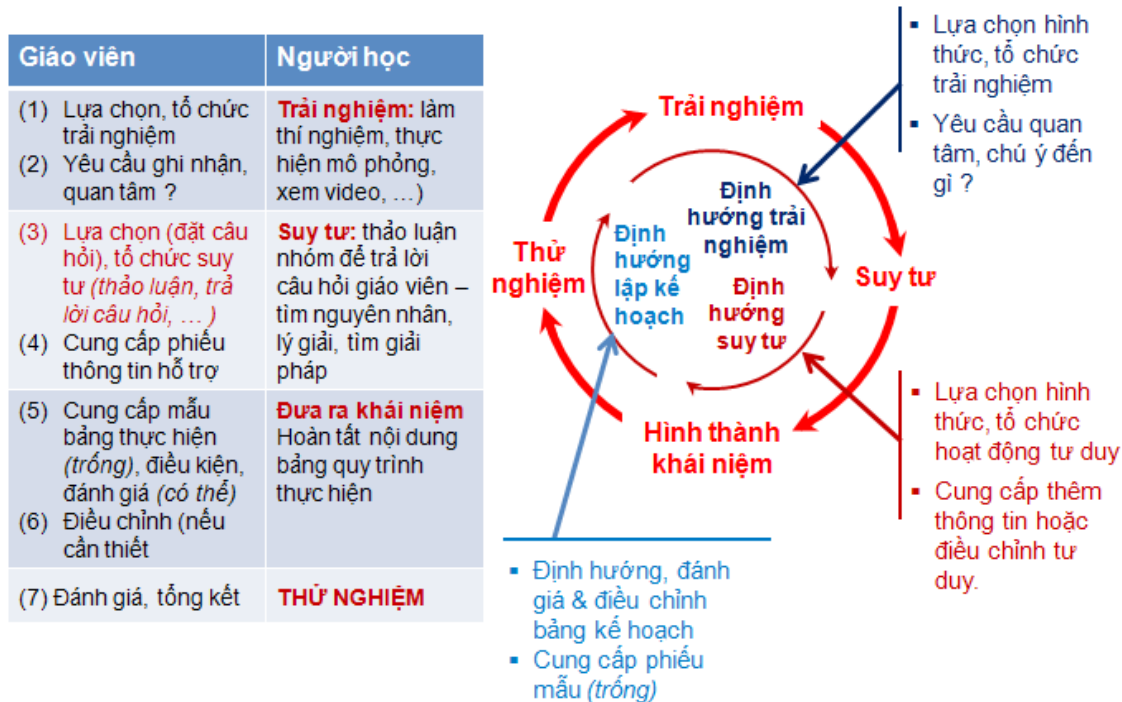 Giáo viên
Người học
(1) Lựa chọn, tổ chức
trải nghiệm
(2) Yêu cầu ghi nhận,
quan tâm ?
Trải nghiệm: làm
thí nghiệm, thực
hiện mô phỏng,
xem video, …)
(3) Lựa chọn (đặt câu
hỏi), tổ chức suy
tư (thảo luận, trả
lời câu hỏi, … )
(4) Cung cấp phiếu
thông tin hỗ trợ
Suy tư: thảo luận
nhóm để trả lời
câu hỏi giáo viên –
tìm nguyên nhân,
lý giải, tìm giải
pháp
(5) Cung cấp mẫu
bảng thực hiện
(trống), điều kiện,
đánh giá (có thể)
(6) Điều chỉnh (nếu
cần thiết
Đưa ra khái niệm
Hoàn tất nội dung
bảng quy trình
thực hiện
(7) Đánh giá, tổng kết
THỬ NGHIỆM
Trải nghiệm
Suy tư
Hình thành
khái niệm
Thử
nghiệm
Định
hướng trải
nghiệm
Định
hướng
suy tư
Định
hướng
lập kế
hoạch
▪ Lựa chọn hình
thức, tổ chức
trải nghiệm
▪ Yêu cầu quan
tâm, chú ý đến
gì ?
▪ Lựa chọn hình
thức, tổ chức
hoạt động tư duy
▪ Cung cấp thêm
thông tin hoặc
điều chỉnh tư
duy.
▪ Định hướng, đánh
giá & điều chỉnh
bảng kế hoạch
▪ Cung cấp phiếu
mẫu (trống)